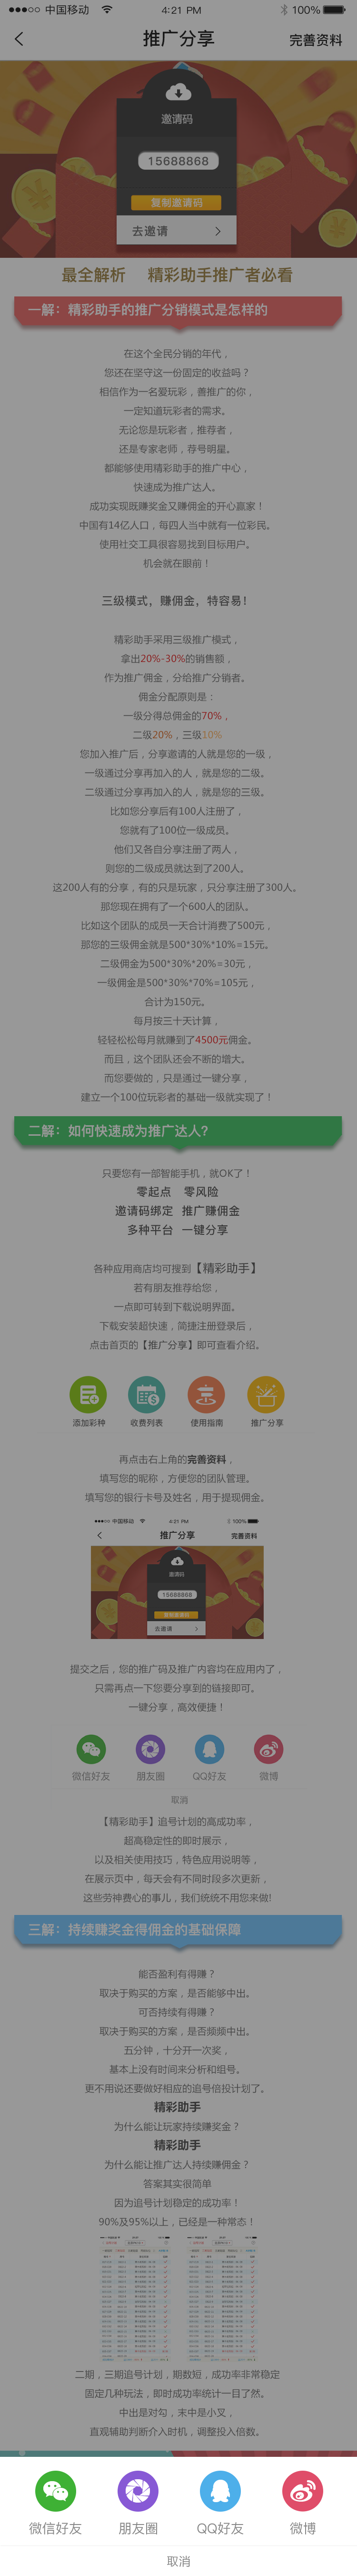 中国移动 4:21 PM 100%
推广分享 完善资料
邀请码
15688868
复制邀请码
去邀请
最全解析 精彩助手推广者必看
一解：精彩助手的推广分销模式是怎样的
在这个全民分销的年代，
您还在坚守这一份固定的收益吗？
相信作为一名爱玩彩，善推广的你，
一定知道玩彩者的需求。
无论您是玩彩者，推荐者，
还是专家老师，荐号明星。
都能够使用精彩助手的推广中心，
快速成为推广达人。
成功实现既赚奖金又赚佣金的开心赢家！
中国有14亿人口，每四人当中就有一位彩民。
使用社交工具很容易找到目标用户。
机会就在眼前！
三级模式，赚佣金，特容易！
精彩助手采用三级推广模式，
拿出20%-30%的销售额，
作为推广佣金，分给推广分销者。
佣金分配原则是：
一级分得总佣金的70%，
二级20%，三级10%
您加入推广后，分享邀请的人就是您的一级，
一级通过分享再加入的人，就是您的二级。
二级通过分享再加入的人，就是您的三级。
比如您分享后有100人注册了，
您就有了100位一级成员。
他们又各自分享注册了两人，
则您的二级成员就达到了200人。
这200人有的分享，有的只是玩家，只分享注册了300人。
那您现在拥有了一个600人的团队。
比如这个团队的成员一天合计消费了500元，
那您的三级佣金就是500*30%*10%=15元。
二级佣金为500*30%*20%=30元，
一级佣金是500*30%*70%=105元，
合计为150元。
每月按三十天计算，
轻轻松松每月就赚到了4500元佣金。
而且，这个团队还会不断的增大。
而您要做的，只是通过一键分享，
建立一个100位玩彩者的基础一级就实现了！
二解：如何快速成为推广达人？
只要您有一部智能手机，就OK了！
零起点 零风险
邀请码绑定 推广赚佣金
多种平台 一键分享
各种应用商店均可搜到【精彩助手】
若有朋友推荐给您，
一点即可转到下载说明界面。
下载安装超快速，简捷注册登录后，
点击首页的【推广分享】即可查看介绍。
添加彩种 收费列表 使用指南 推广分享
再点击右上角的完善资料，
填写您的昵称，方便您的团队管理。
填写您的银行卡号及姓名，用于提现佣金。
中国移动 4:21 PM 100%
推广分享 完善资料
邀请码
15688868
复制邀请码
去邀请
提交之后，您的推广码及推广内容均在应用内了，
只需再点一下您要分享到的链接即可。
一键分享，高效便捷！
微信好友 朋友圈 QQ好友 微博
取消
【精彩助手】追号计划的高成功率，
超高稳定性的即时展示，
以及相关使用技巧，特色应用说明等，
在展示页中，每天会有不同时段多次更新，
这些劳神费心的事儿，我们统统不用您来做!
三解：持续赚奖金得佣金的基础保障
能否盈利有得赚？
取决于购买的方案，是否能够中出。
可否持续有得赚？
取决于购买的方案，是否频频中出。
五分钟，十分开一次奖，
基本上没有时间来分析和组号。
更不用说还要做好相应的追号倍投计划了。
精彩助手
为什么能让玩家持续赚奖金？
精彩助手
为什么能让推广达人持续赚佣金？
答案其实很简单
因为追号计划稳定的成功率！
90%及95%以上，已经是一种常态！
二期，三期追号计划，期数短，成功率非常稳定
固定几种玩法，即时成功率统计一目了然。
中出是对勾，未中是小叉，
直观辅助判断介入时机，调整投入倍数。
微信好友 朋友圈 QQ好友 微博
取消